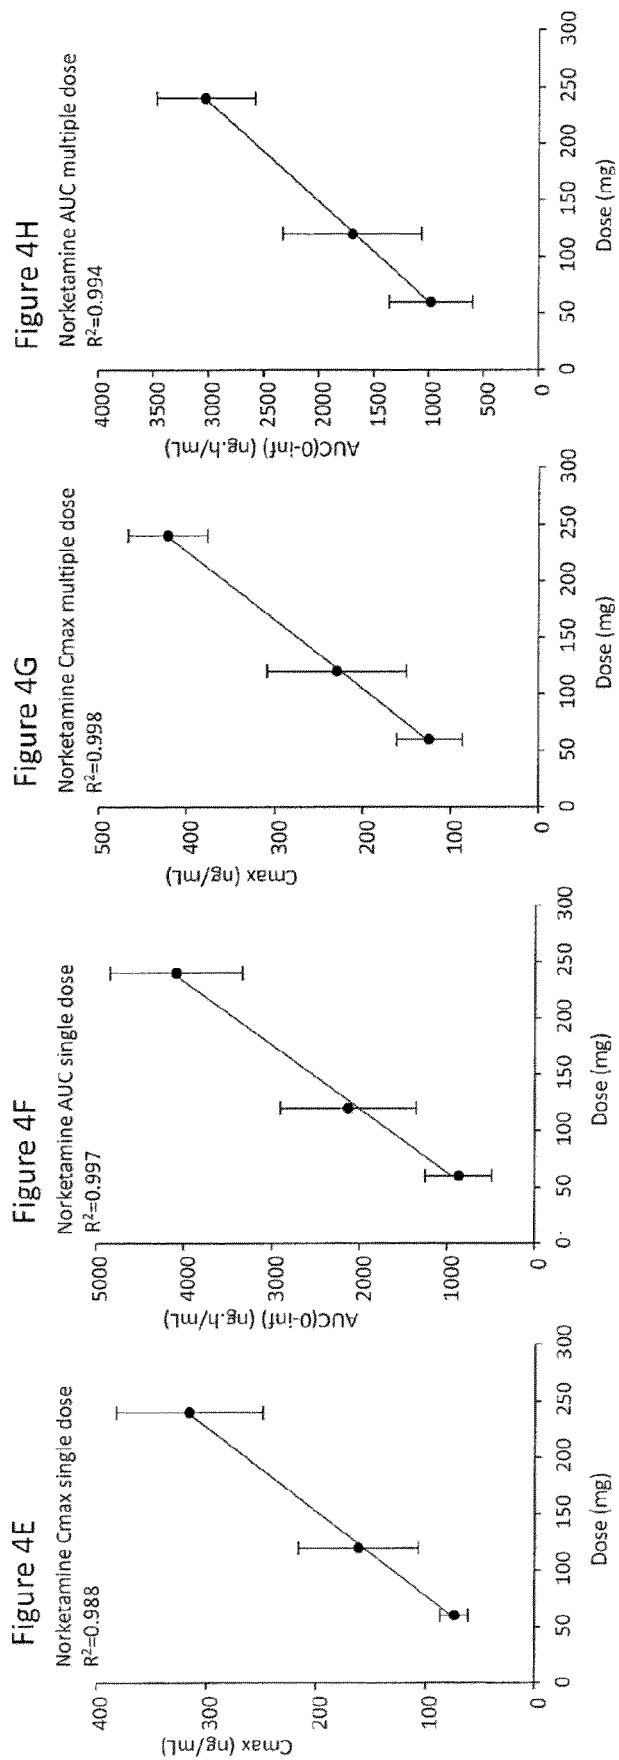 Figure 4E
Norketamine Cmax single dose
R²=0.988
Cmax (ng/mL)
400
300
200
100
0
0
50
100
150
200
250
300
Dose (mg)
Figure 4F
Norketamine AUC single dose
R²=0.997
AUC(0-inf) (ng.h/mL)
5000
4000
3000
2000
1000
0
0
50
100
150
200
250
300
Dose (mg)
Figure 4G
Norketamine Cmax multiple dose
R²=0.998
Cmax (ng/mL)
500
400
300
200
100
0
0
50
100
150
200
250
300
Dose (mg)
Figure 4H
Norketamine AUC multiple dose
R²=0.994
AUC(0-inf) (ng.h/mL)
4000
3500
3000
2500
2000
1500
1000
500
0
0
50
100
150
200
250
300
Dose (mg)